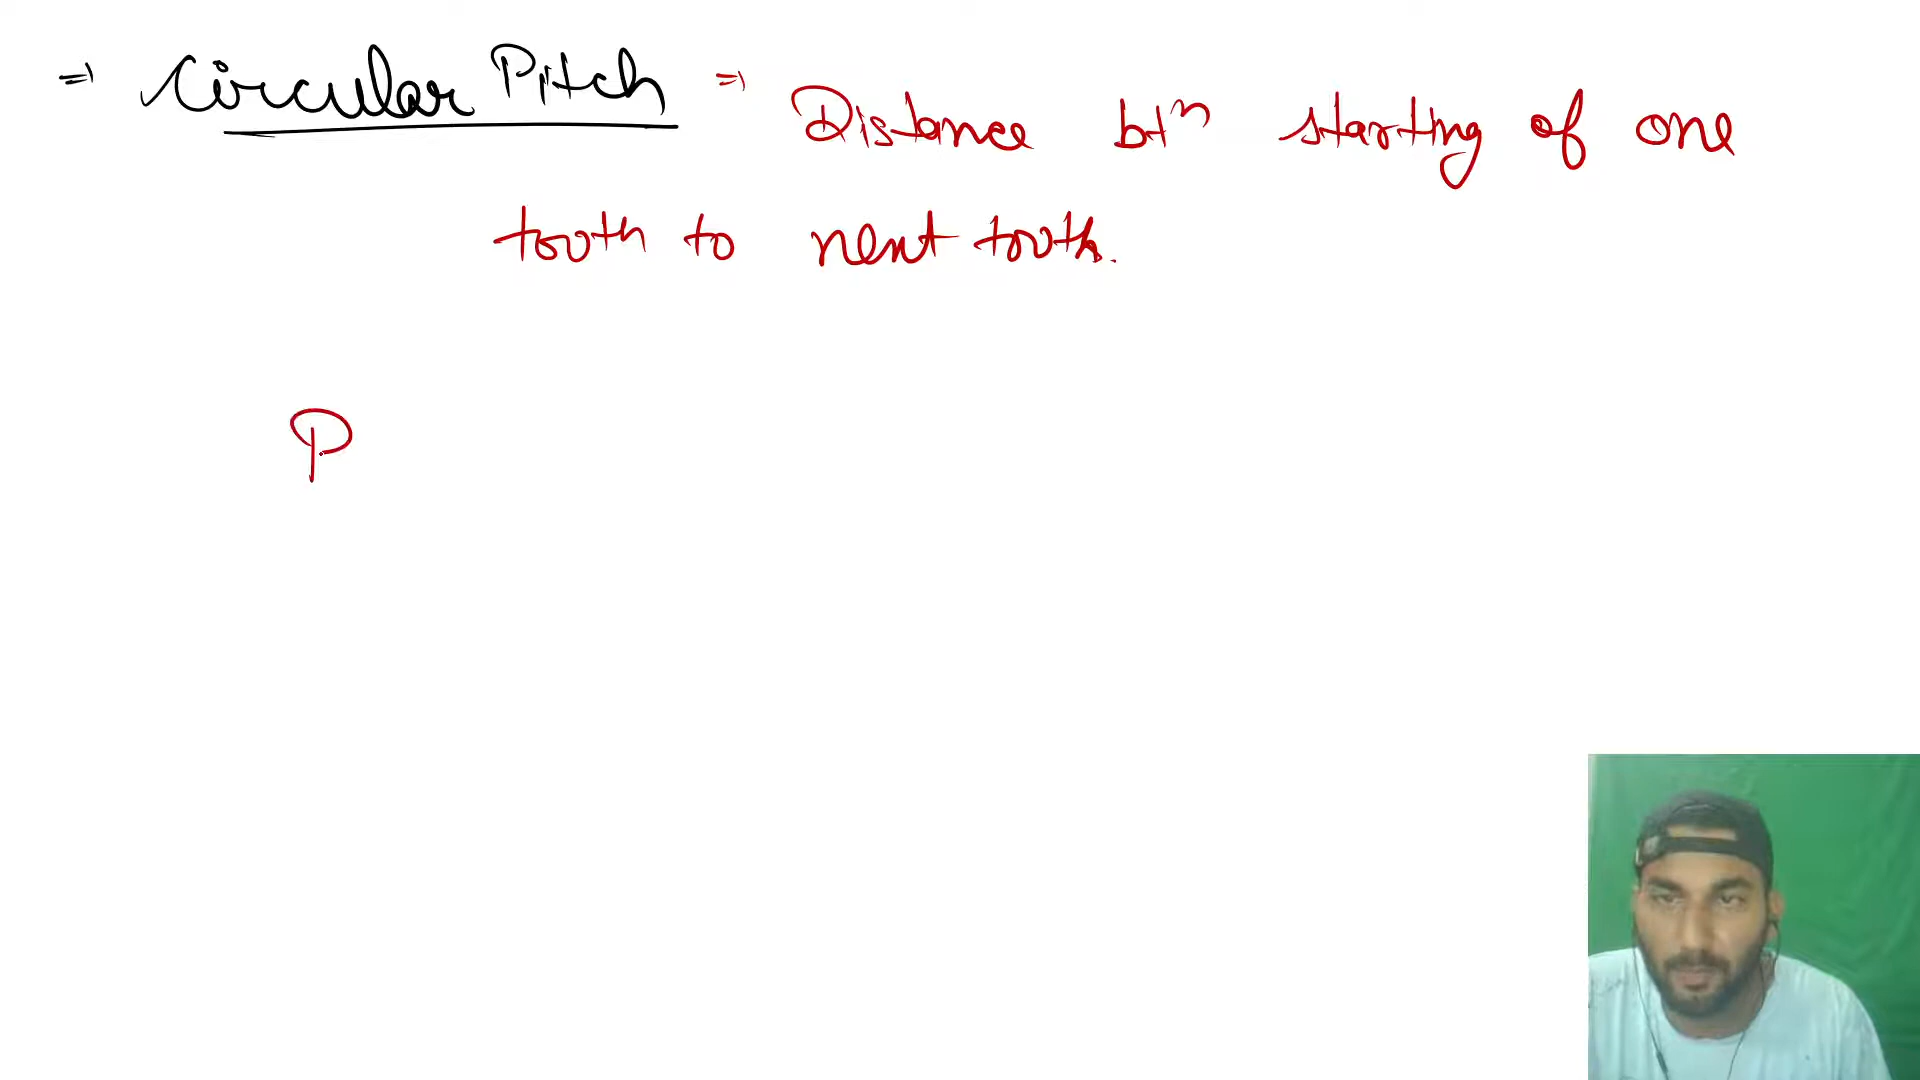 ⇒ Circular Pitch ⇒ Distance btⁿ starting of one
tooth to next tooth.
P